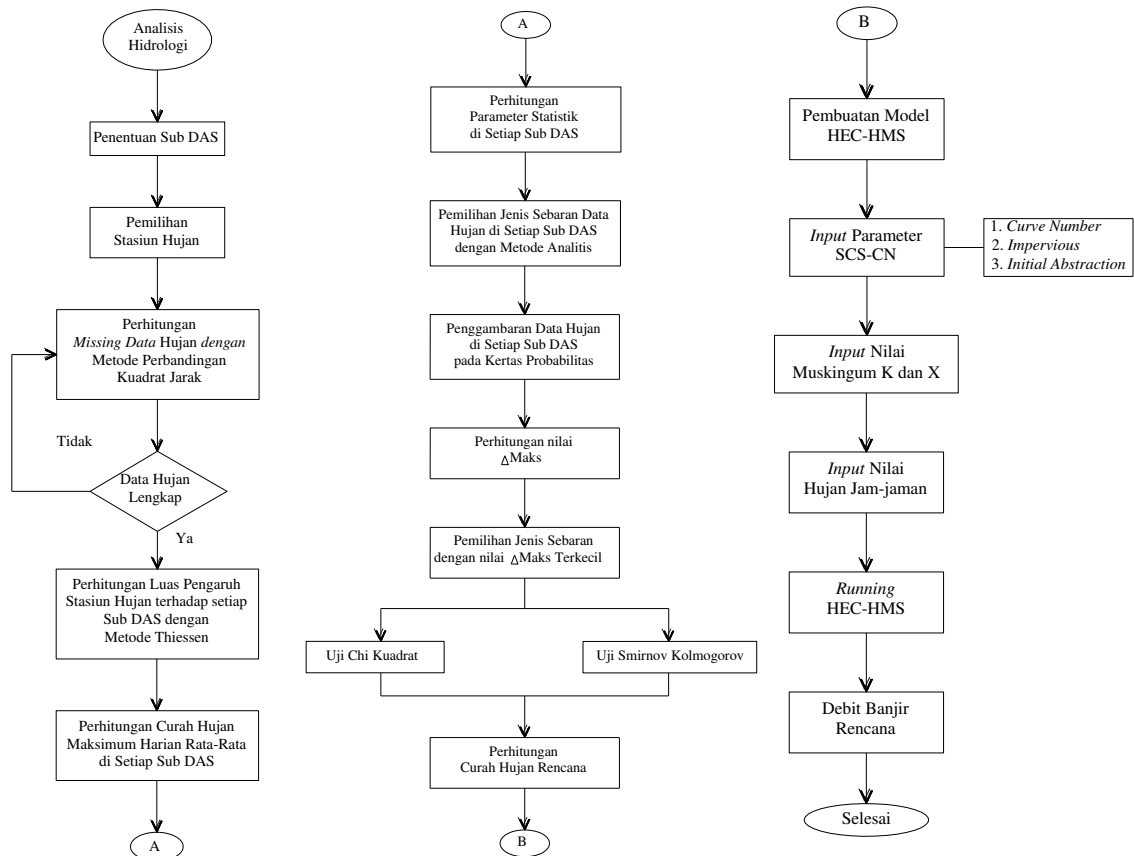 Analisis
Hidrologi
Penentuan Sub DAS
Pemilihan
Stasiun Hujan
Perhitungan
Missing Data Hujan dengan
Metode Perbandingan
Kuadrat Jarak
Tidak
Data Hujan
Lengkap
Ya
Perhitungan Luas Pengaruh
Stasiun Hujan terhadap setiap
Sub DAS dengan
Metode Thiessen
Perhitungan Curah Hujan
Maksimum Harian Rata-Rata
di Setiap Sub DAS
A
A
Perhitungan
Parameter Statistik
di Setiap Sub DAS
Pemilihan Jenis Sebaran Data
Hujan di Setiap Sub DAS
dengan Metode Analitis
Penggambaran Data Hujan
di Setiap Sub DAS
pada Kertas Probabilitas
Perhitungan nilai
ΔMaks
Pemilihan Jenis Sebaran
dengan nilai ΔMaks Terkecil
Uji Chi Kuadrat
Uji Smirnov Kolmogorov
Perhitungan
Curah Hujan Rencana
B
B
Pembuatan Model
HEC-HMS
Input Parameter
SCS-CN
1. Curve Number
2. Impervious
3. Initial Abstraction
Input Nilai
Muskingum K dan X
Input Nilai
Hujan Jam-jaman
Running
HEC-HMS
Debit Banjir
Rencana
Selesai